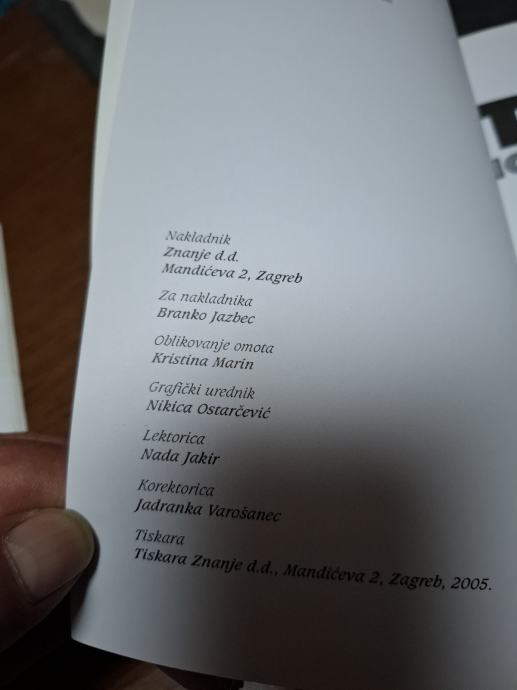 Nakladnik
Znanje d.d.
Mandićeva 2, Zagreb
Za nakladnika
Branko Jazbec
Oblikovanje omota
Kristina Marin
Grafički urednik
Nikica Ostarčević
Lektorica
Nada Jakir
Korektorica
Jadranka Varošanec
Tiskara
Tiskara Znanje d.d., Mandićeva 2, Zagreb, 2005.